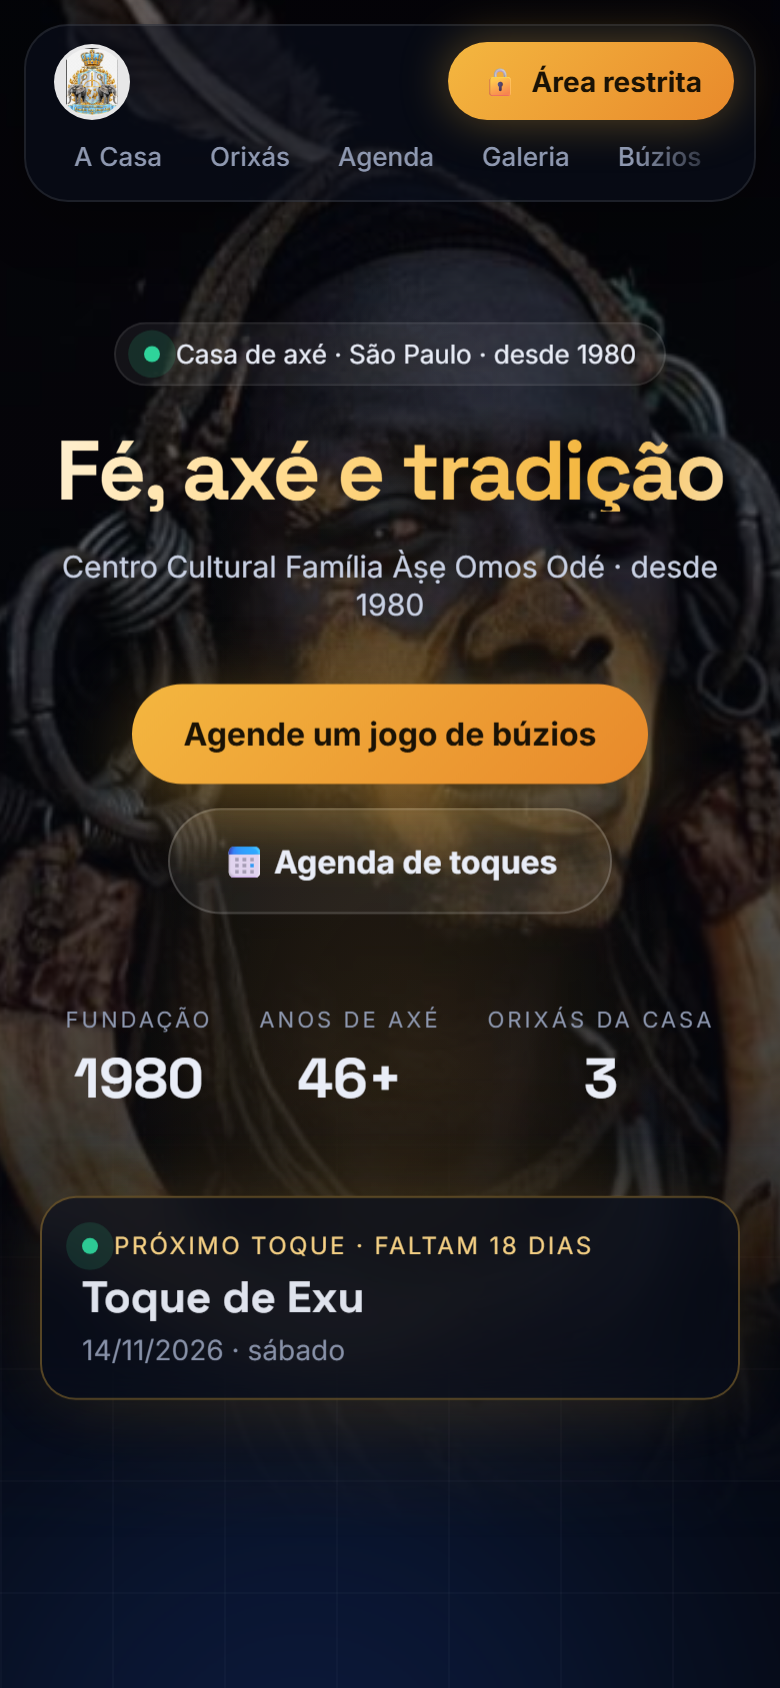 Área restrita
A Casa Orixás Agenda Galeria Búzios
Casa de axé · São Paulo · desde 1980
Fé, axé e tradição
Centro Cultural Família Àṣẹ Omos Odé · desde
1980
Agende um jogo de búzios
Agenda de toques
FUNDAÇÃO ANOS DE AXÉ ORIXÁS DA CASA
1980 46+ 3
PRÓXIMO TOQUE · FALTAM 18 DIAS
Toque de Exu
14/11/2026 · sábado